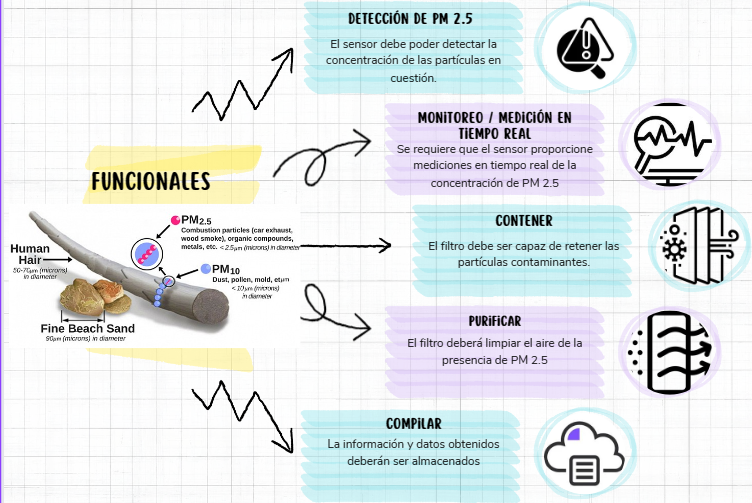 DETECCIÓN DE PM 2.5
El sensor debe poder detectar la
concentración de las partículas en
cuestión.
MONITOREO / MEDICIÓN EN
TIEMPO REAL
Se requiere que el sensor proporcione
mediciones en tiempo real de la
concentración de PM 2.5
FUNCIONALES
PM2.5
Combustion particles (car exhaust,
wood smoke), organic compounds,
metals, etc. < 2.5µm (microns) in diameter
Human
Hair
50-70µm (microns)
in diameter
PM10
Dust, pollen, mold, etc.
< 10µm (microns)
in diameter
Fine Beach Sand
90µm (microns) in diameter
CONTENER
El filtro debe ser capaz de retener las
partículas contaminantes.
PURIFICAR
El filtro deberá limpiar el aire de la
presencia de PM 2.5
COMPILAR
La información y datos obtenidos
deberán ser almacenados